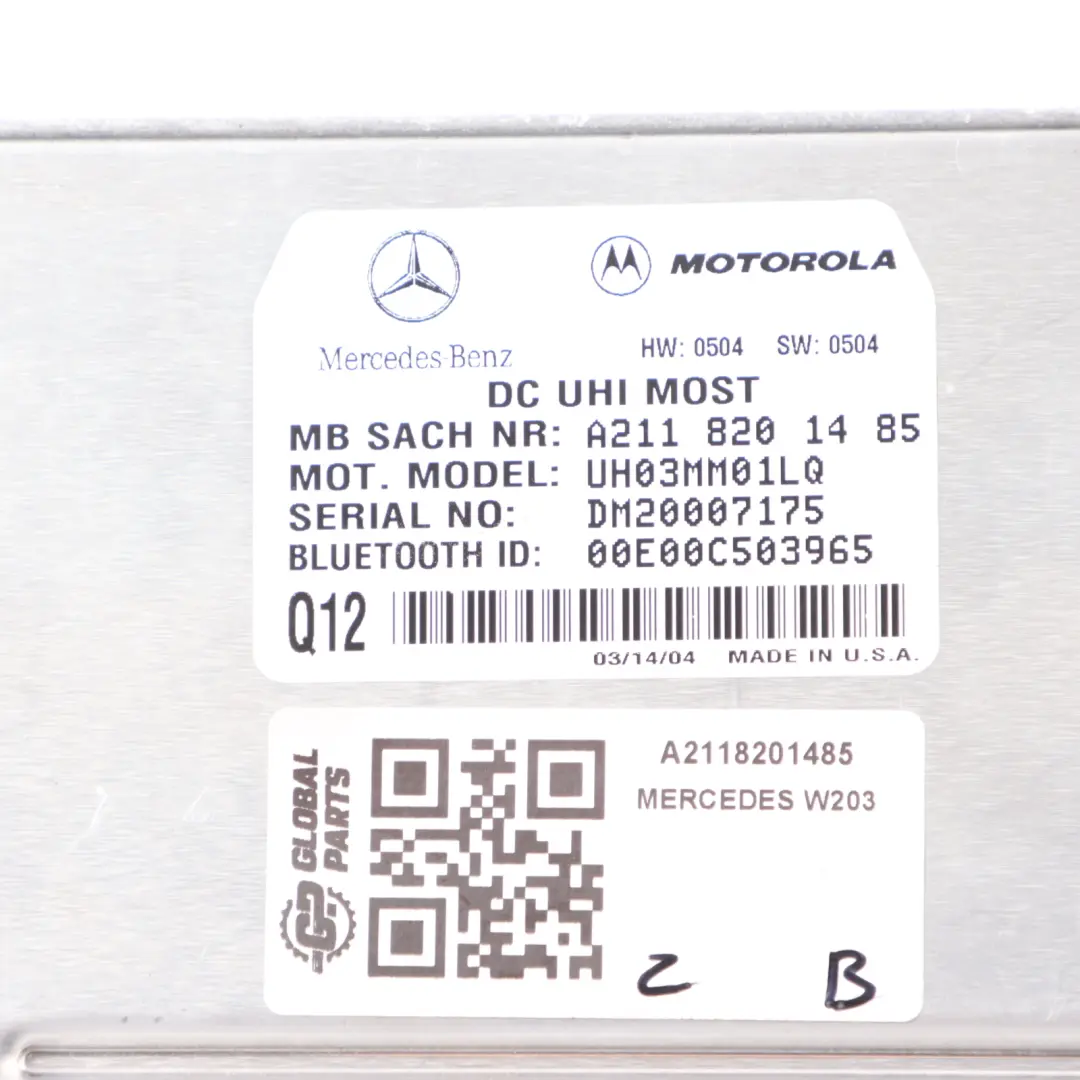 MOTOROLA
Mercedes-Benz
HW: 0504 SW: 0504
DC UHI MOST
MB SACH NR: A211 820 14 85
MOT. MODEL: UH03MM01LQ
SERIAL NO: DM20007175
BLUETOOTH ID: 00E00C503965
Q12
03/14/04 MADE IN U.S.A.
GP GLOBAL
PARTS
A2118201485
MERCEDES W203
Z B